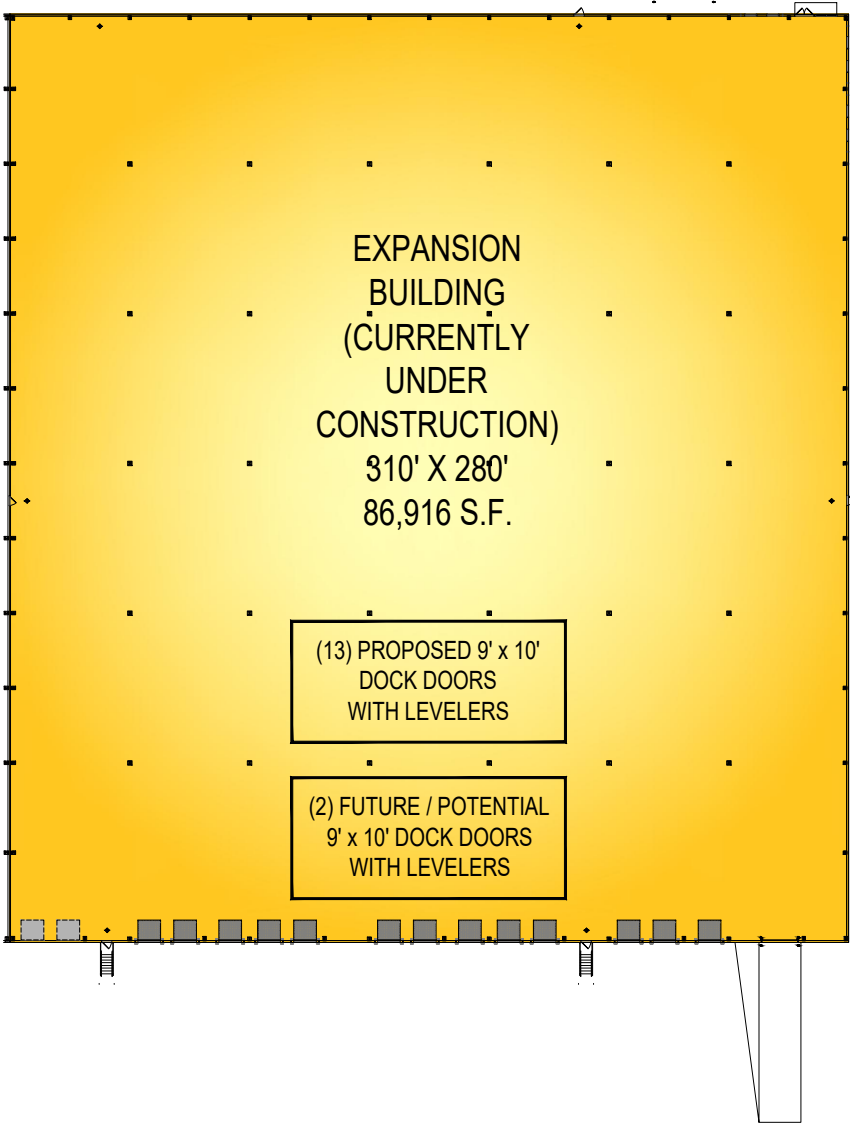 EXPANSION
BUILDING
(CURRENTLY
UNDER
CONSTRUCTION)
310' X 280'
86,916 S.F.
(13) PROPOSED 9' x 10'
DOCK DOORS
WITH LEVELERS
(2) FUTURE / POTENTIAL
9' x 10' DOCK DOORS
WITH LEVELERS